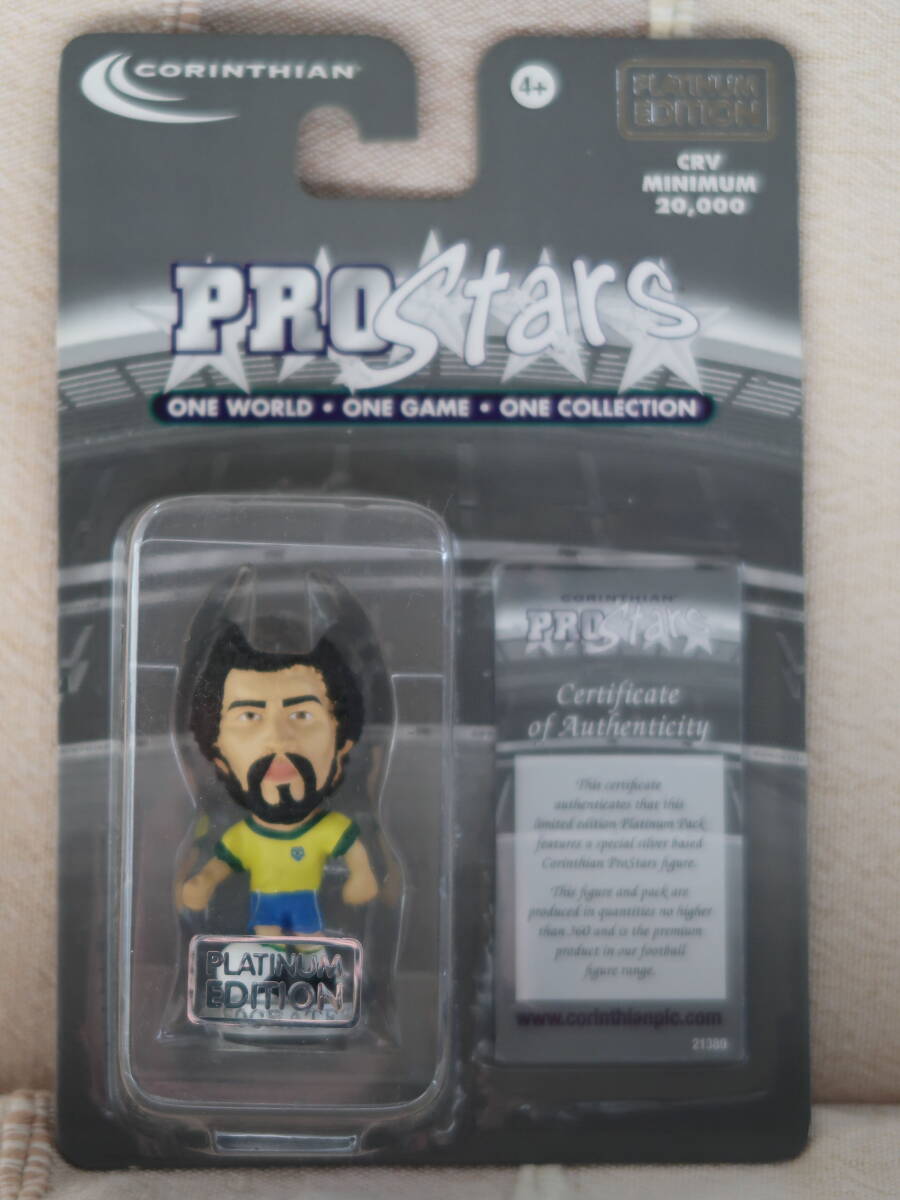 CORINTHIAN
4+
PLATINUM
EDITION
CRV
MINIMUM
20,000
PROStars
ONE WORLD • ONE GAME • ONE COLLECTION
CORINTHIAN
PROStars
Certificate
of Authenticity
This certificate
authenticates that this
limited edition Platinum Pack
features a special silver based
Corinthian ProStars figure.
This figure and pack are
produced in quantities no higher
than 360 and is the premium
product in our football
figure range.
www.corinthianplc.com
21380
PLATINUM
EDITION